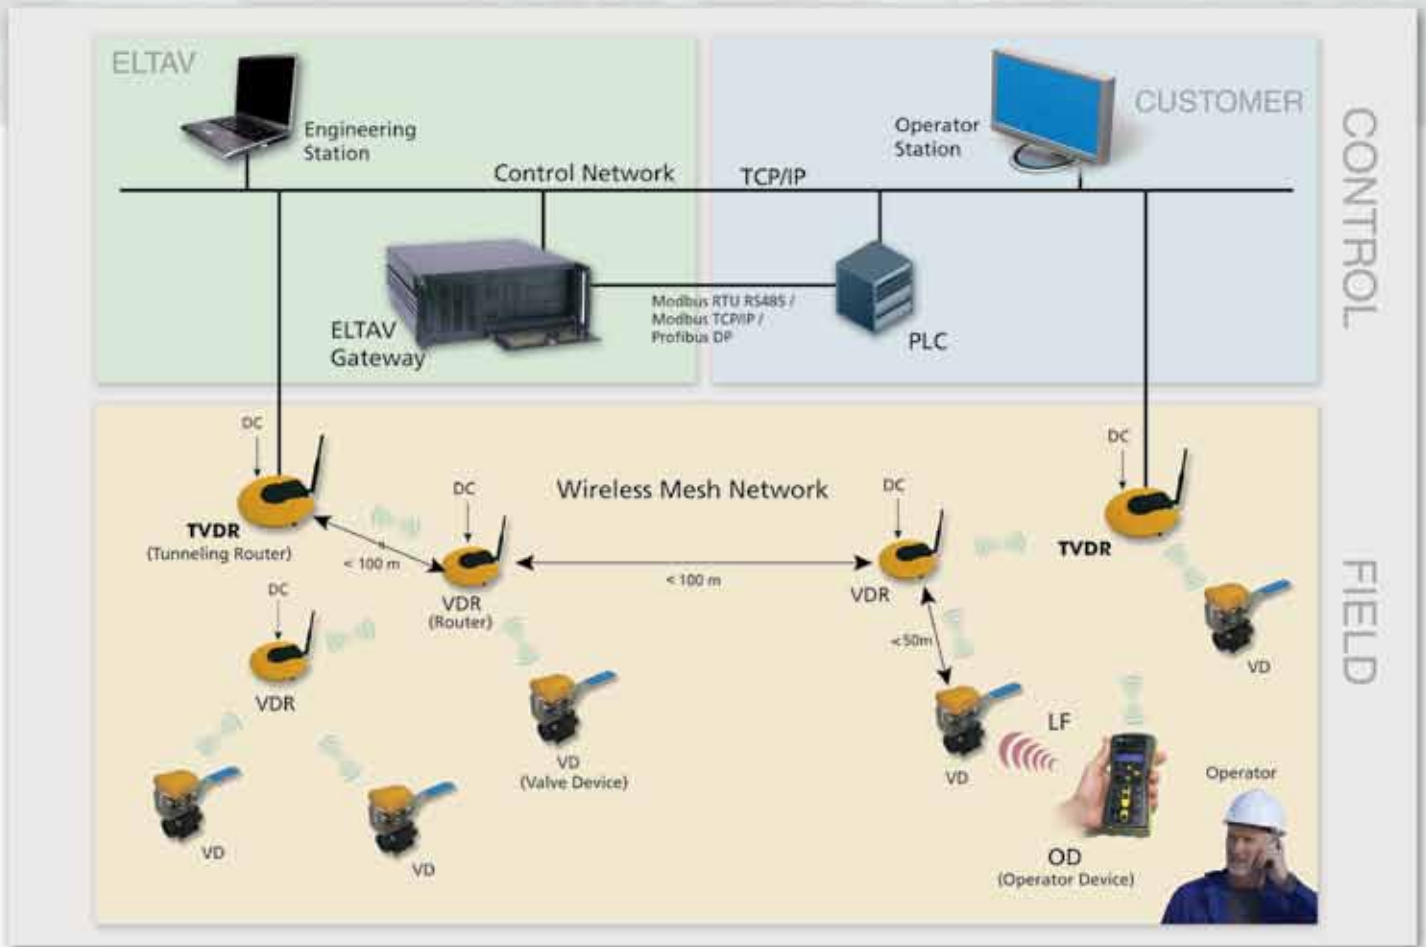 ELTAV
CUSTOMER
CONTROL
Engineering
Station
Operator
Station
Control Network
TCP/IP
ELTAV
Gateway
Modbus RTU RS485 /
Modbus TCP/IP /
Profibus DP
PLC
FIELD
DC
TVDR
(Tunneling Router)
< 100 m
DC
VDR
(Router)
Wireless Mesh Network
< 100 m
DC
VDR
DC
TVDR
DC
VDR
<50m
VD
VD
(Valve Device)
VD
LF
VD
VD
Operator
OD
(Operator Device)